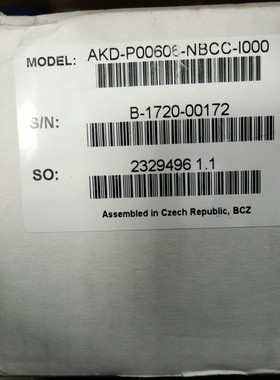 MODEL: AKD-P00606-NBCC-I000
S/N: B-1720-00172
SO: 2329496 1.1
Assembled in Czech Republic, BCZ